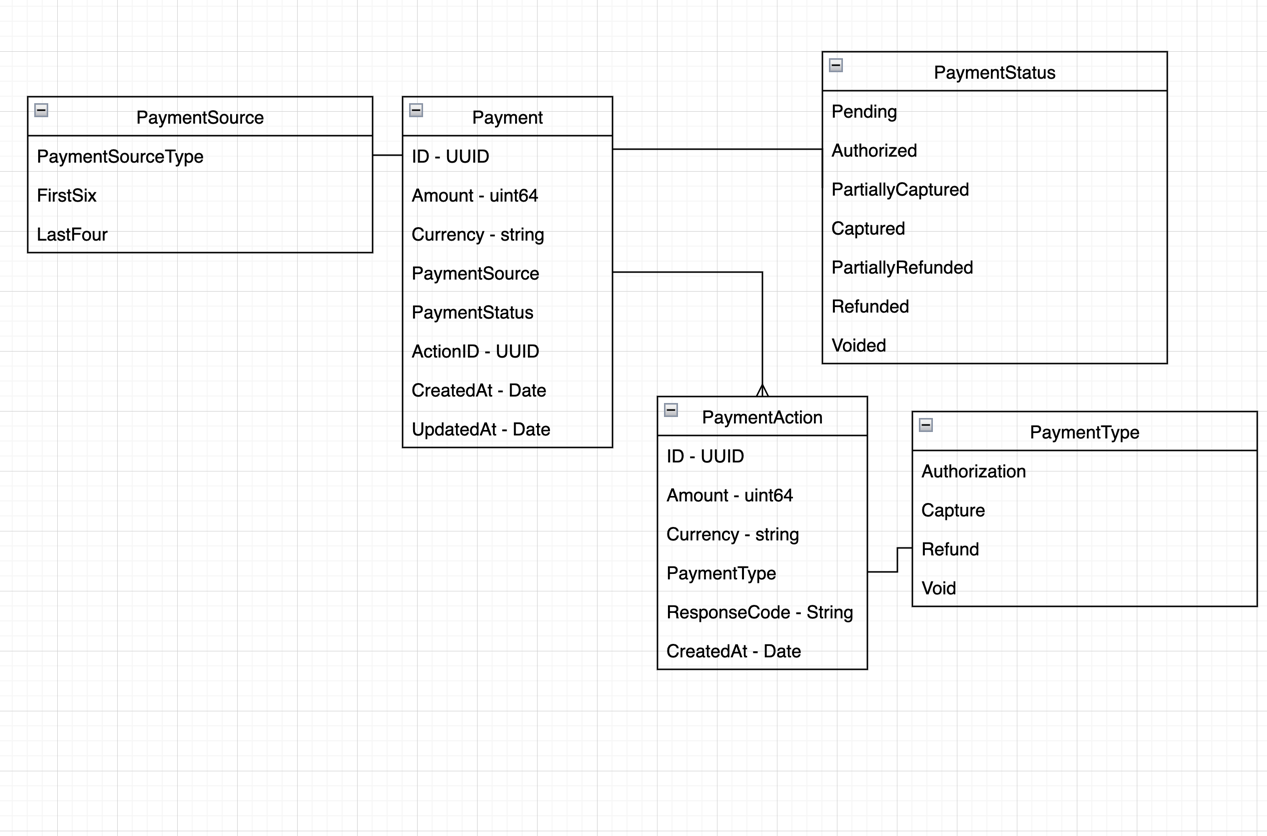 PaymentSource
PaymentSourceType
FirstSix
LastFour
Payment
ID - UUID
Amount - uint64
Currency - string
PaymentSource
PaymentStatus
ActionID - UUID
CreatedAt - Date
UpdatedAt - Date
PaymentStatus
Pending
Authorized
PartiallyCaptured
Captured
PartiallyRefunded
Refunded
Voided
PaymentAction
ID - UUID
Amount - uint64
Currency - string
PaymentType
ResponseCode - String
CreatedAt - Date
PaymentType
Authorization
Capture
Refund
Void